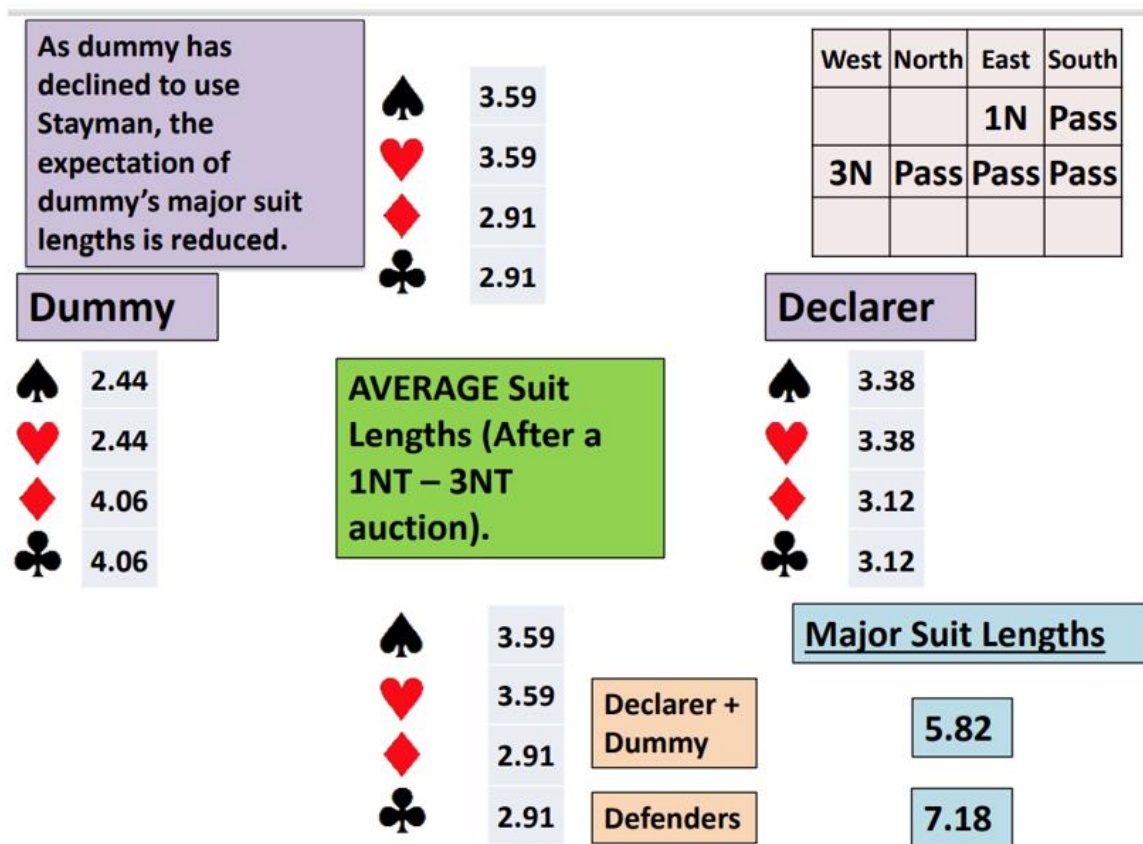 As dummy has
declined to use
Stayman, the
expectation of
dummy's major suit
lengths is reduced.
♠ 3.59
♥ 3.59
♦ 2.91
♣ 2.91
West North East South
1N Pass
3N Pass Pass Pass
Dummy
♠ 2.44
♥ 2.44
♦ 4.06
♣ 4.06
AVERAGE Suit
Lengths (After a
1NT – 3NT
auction).
Declarer
♠ 3.38
♥ 3.38
♦ 3.12
♣ 3.12
♠ 3.59
♥ 3.59
♦ 2.91
♣ 2.91
Major Suit Lengths
Declarer +
Dummy
5.82
Defenders
7.18